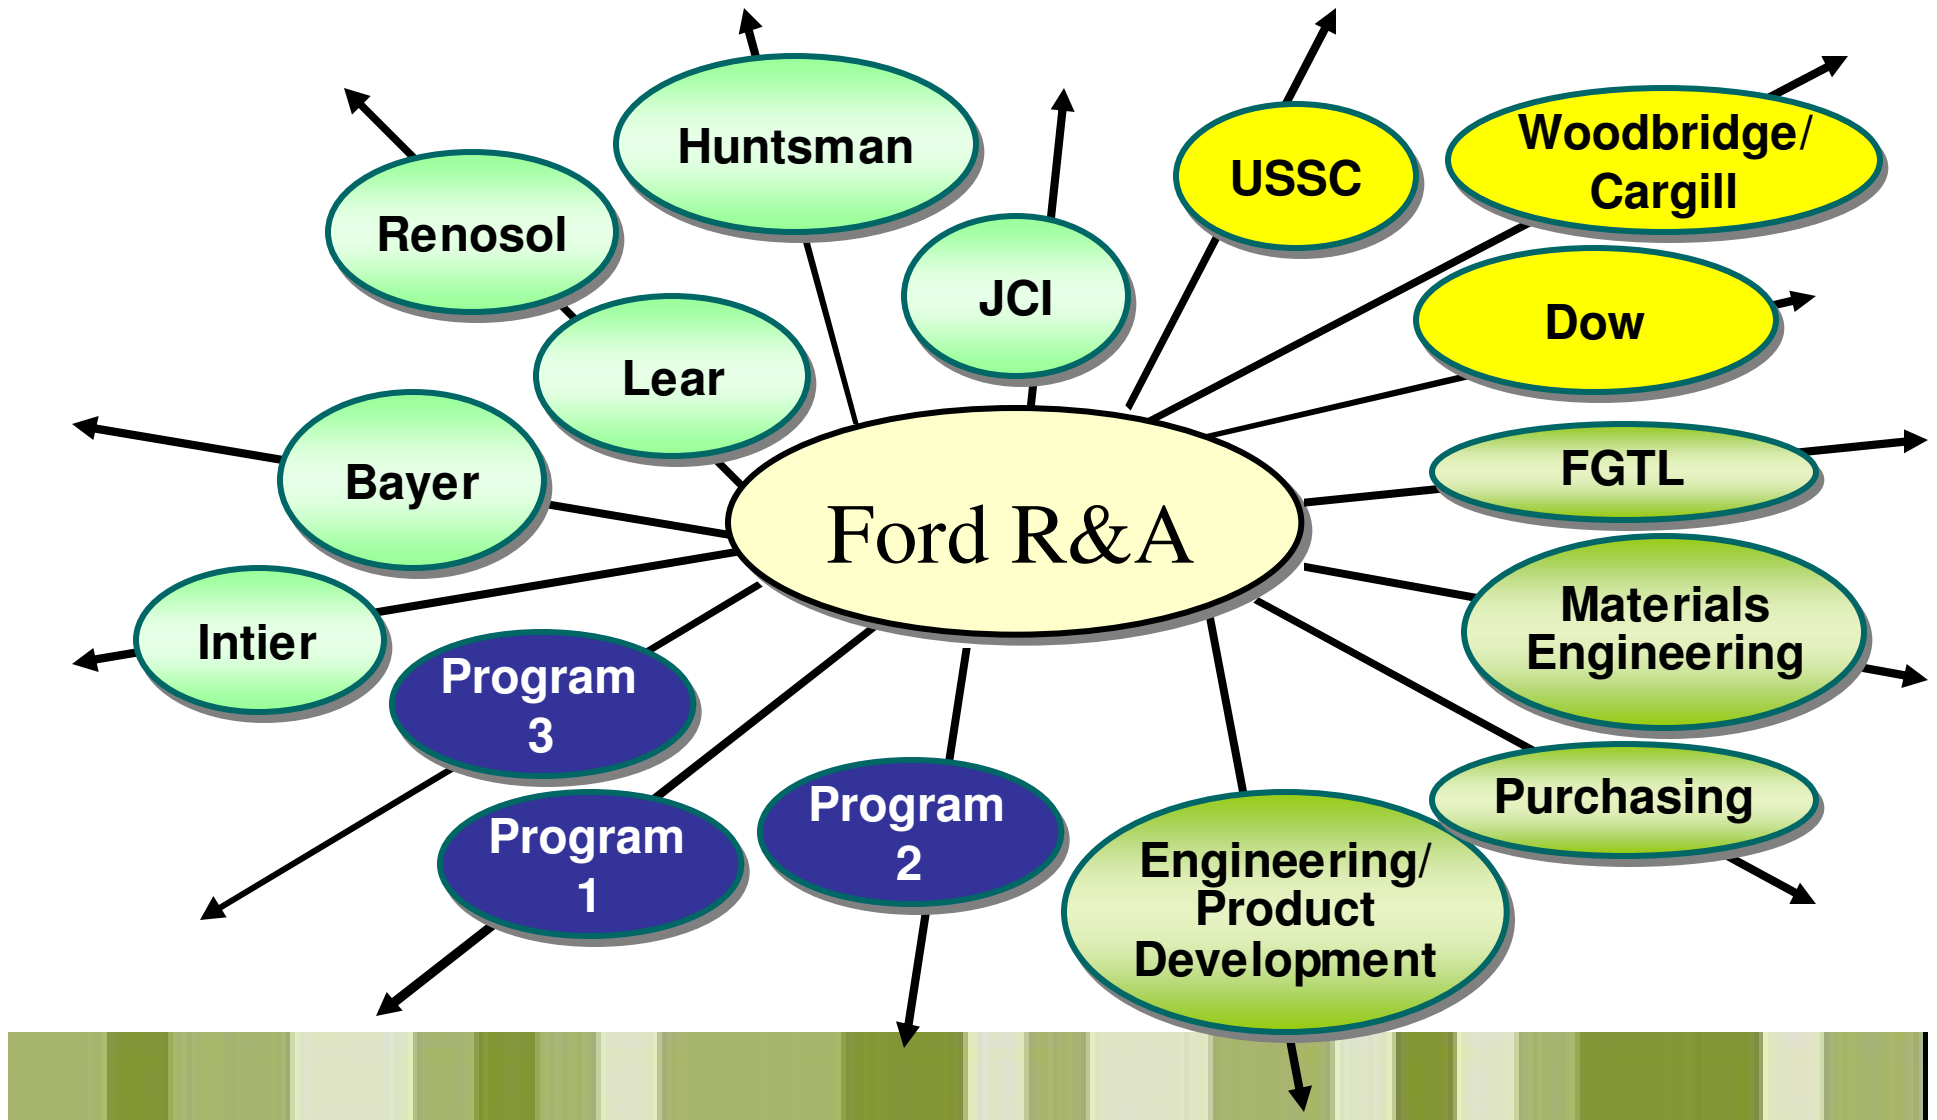 Huntsman
USSC
Woodbridge/
Cargill
Renosol
JCI
Dow
Lear
Bayer
FGTL
Ford R&A
Materials
Engineering
Intier
Program
3
Purchasing
Program
1
Program
2
Engineering/
Product
Development